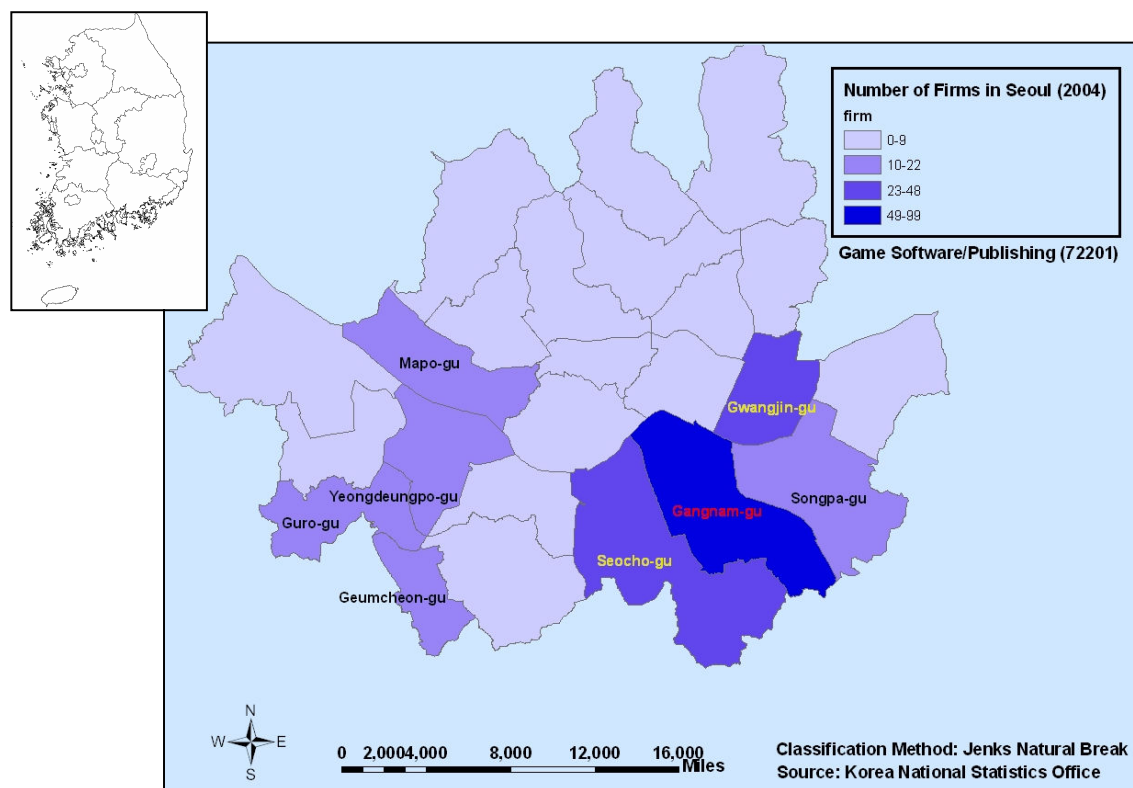 Number of Firms in Seoul (2004)
firm
0-9
10-22
23-48
49-99
Game Software/Publishing (72201)
Mapo-gu
Gwangjin-gu
Yeongdeungpo-gu
Songpa-gu
Guro-gu
Gangnam-gu
Seocho-gu
Geumcheon-gu
N
W E
S
0 2,0004,000 8,000 12,000 16,000
Miles
Classification Method: Jenks Natural Break
Source: Korea National Statistics Office